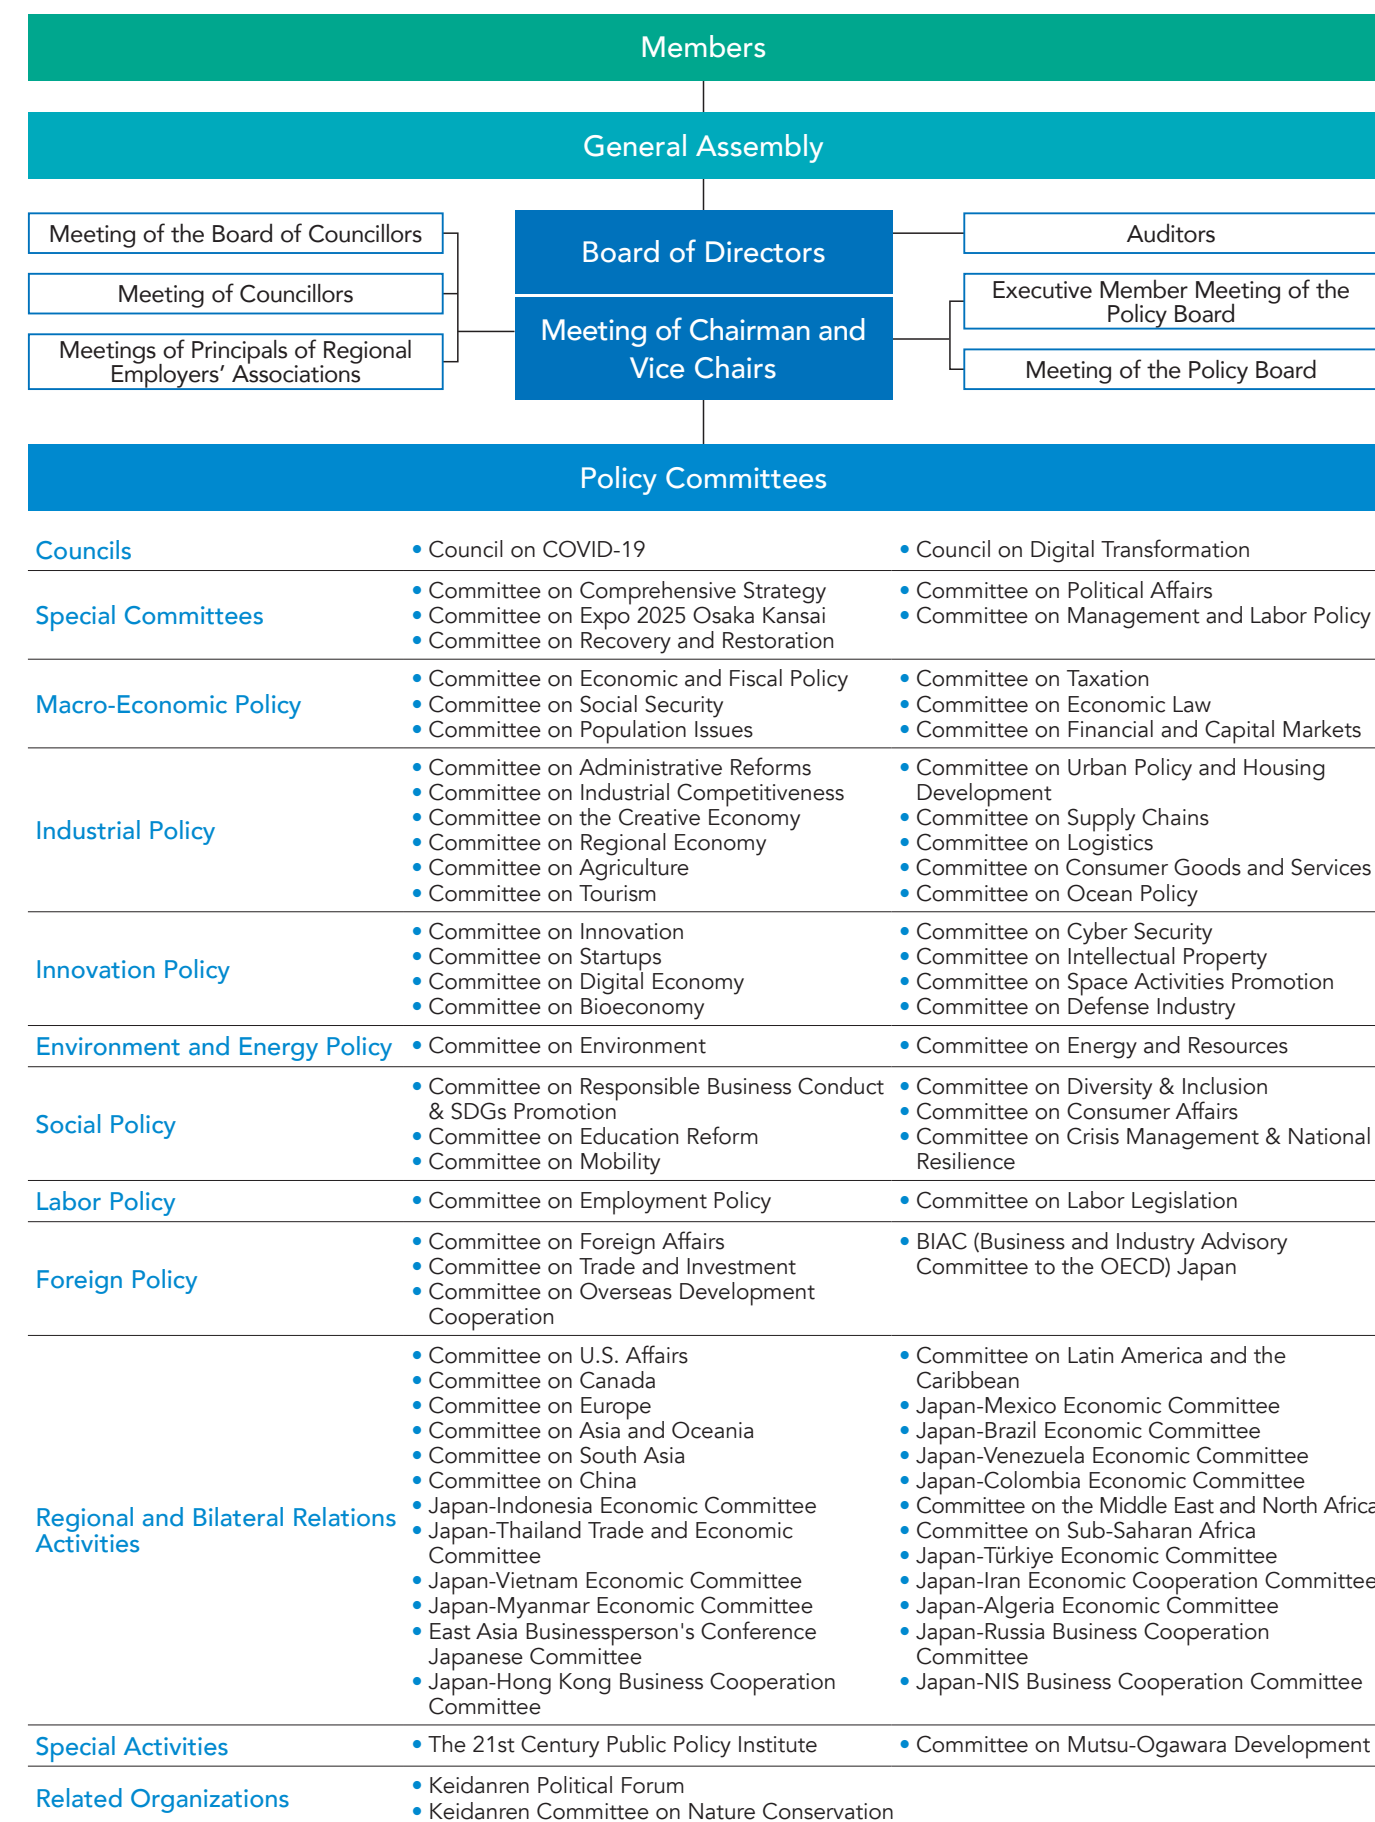 Members
General Assembly
Meeting of the Board of Councillors
Meeting of Councillors
Meetings of Principals of Regional
Employers' Associations
Board of Directors
Meeting of Chairman and
Vice Chairs
Auditors
Executive Member Meeting of the
Policy Board
Meeting of the Policy Board
Policy Committees
Councils
• Council on COVID-19
• Council on Digital Transformation
Special Committees
• Committee on Comprehensive Strategy
• Committee on Expo 2025 Osaka Kansai
• Committee on Recovery and Restoration
• Committee on Political Affairs
• Committee on Management and Labor Policy
Macro-Economic Policy
• Committee on Economic and Fiscal Policy
• Committee on Social Security
• Committee on Population Issues
• Committee on Taxation
• Committee on Economic Law
• Committee on Financial and Capital Markets
Industrial Policy
• Committee on Administrative Reforms
• Committee on Industrial Competitiveness
• Committee on the Creative Economy
• Committee on Regional Economy
• Committee on Agriculture
• Committee on Tourism
• Committee on Urban Policy and Housing
Development
• Committee on Supply Chains
• Committee on Logistics
• Committee on Consumer Goods and Services
• Committee on Ocean Policy
Innovation Policy
• Committee on Innovation
• Committee on Startups
• Committee on Digital Economy
• Committee on Bioeconomy
• Committee on Cyber Security
• Committee on Intellectual Property
• Committee on Space Activities Promotion
• Committee on Defense Industry
Environment and Energy Policy
• Committee on Environment
• Committee on Energy and Resources
Social Policy
• Committee on Responsible Business Conduct
& SDGs Promotion
• Committee on Education Reform
• Committee on Mobility
• Committee on Diversity & Inclusion
• Committee on Consumer Affairs
• Committee on Crisis Management & National
Resilience
Labor Policy
• Committee on Employment Policy
• Committee on Labor Legislation
Foreign Policy
• Committee on Foreign Affairs
• Committee on Trade and Investment
• Committee on Overseas Development
Cooperation
• BIAC (Business and Industry Advisory
Committee to the OECD) Japan
Regional and Bilateral Relations
Activities
• Committee on U.S. Affairs
• Committee on Canada
• Committee on Europe
• Committee on Asia and Oceania
• Committee on South Asia
• Committee on China
• Japan-Indonesia Economic Committee
• Japan-Thailand Trade and Economic
Committee
• Japan-Vietnam Economic Committee
• Japan-Myanmar Economic Committee
• East Asia Businessperson's Conference
Japanese Committee
• Japan-Hong Kong Business Cooperation
Committee
• Committee on Latin America and the
Caribbean
• Japan-Mexico Economic Committee
• Japan-Brazil Economic Committee
• Japan-Venezuela Economic Committee
• Japan-Colombia Economic Committee
• Committee on the Middle East and North Africa
• Committee on Sub-Saharan Africa
• Japan-Türkiye Economic Committee
• Japan-Iran Economic Cooperation Committee
• Japan-Algeria Economic Committee
• Japan-Russia Business Cooperation
Committee
• Japan-NIS Business Cooperation Committee
Special Activities
• The 21st Century Public Policy Institute
• Committee on Mutsu-Ogawara Development
Related Organizations
• Keidanren Political Forum
• Keidanren Committee on Nature Conservation